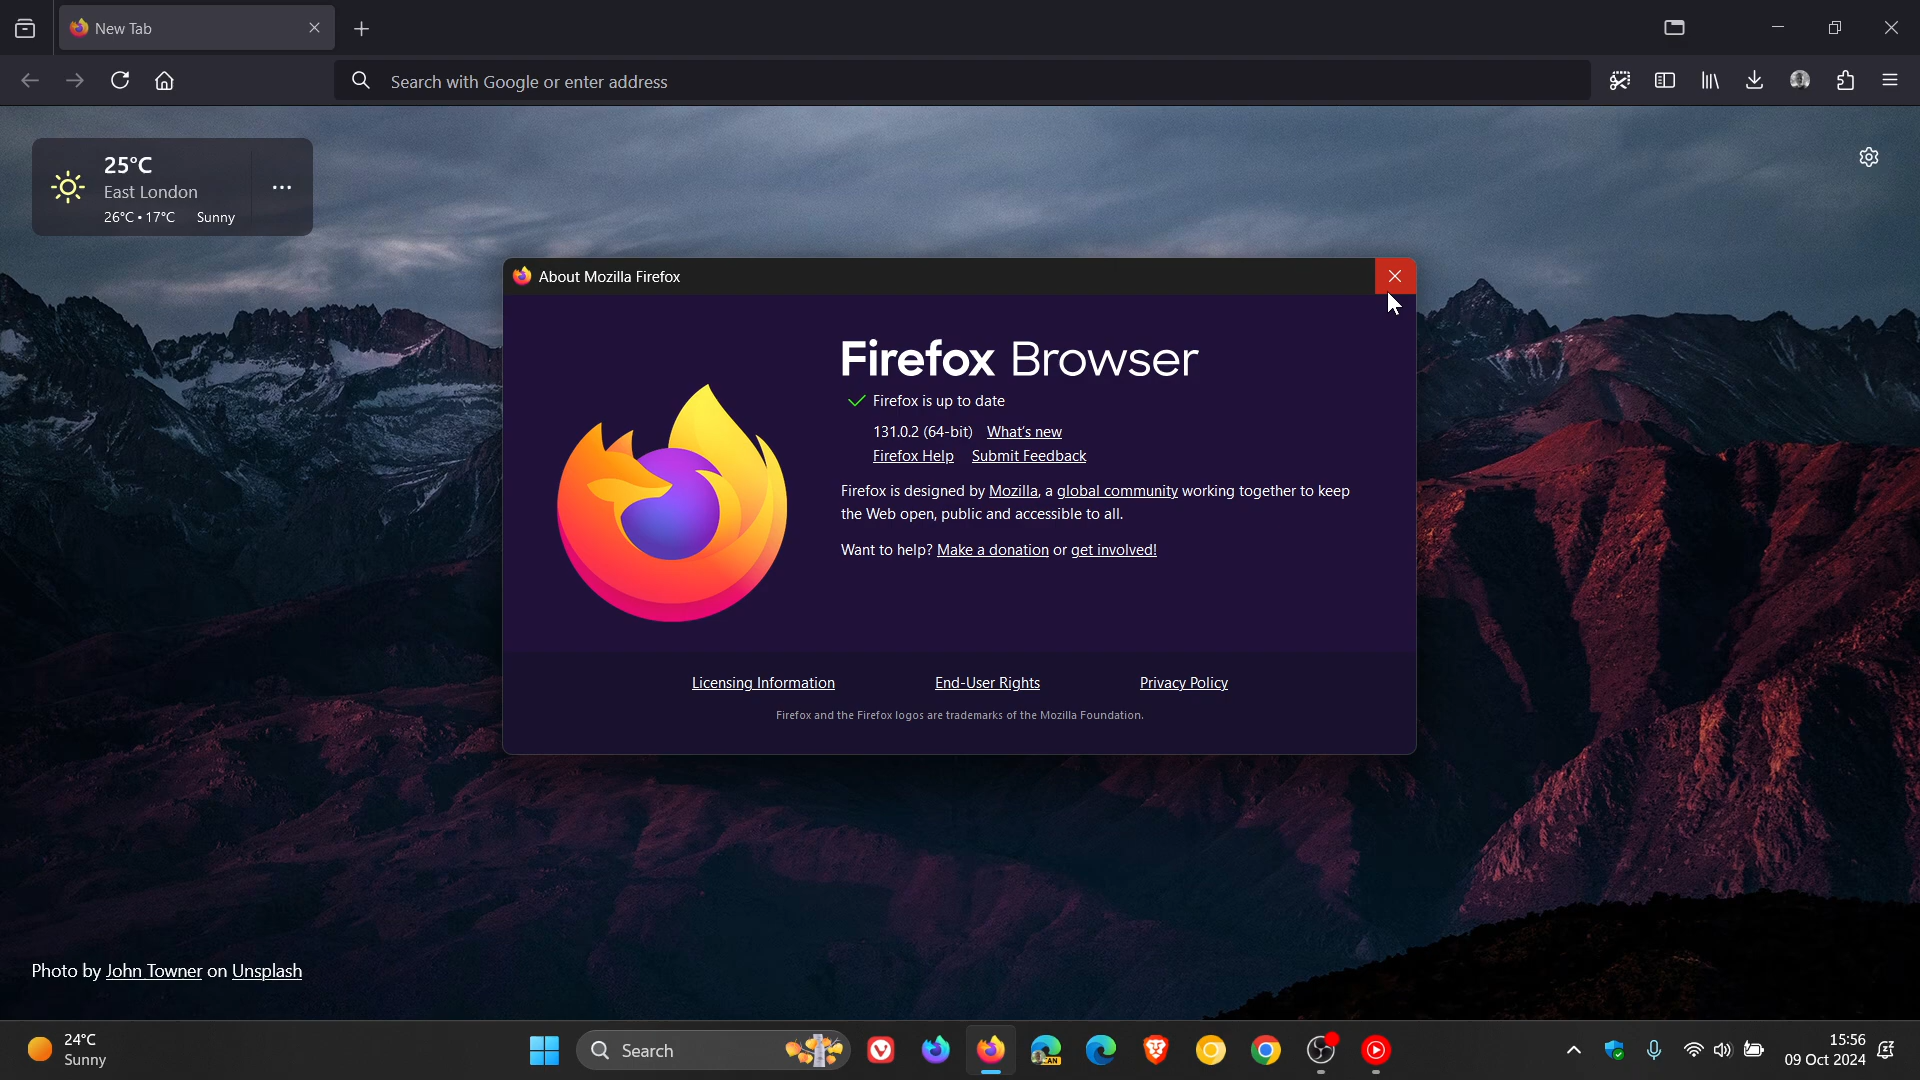 New Tab
Search with Google or enter address
25°C
East London
26°C • 17°C Sunny
About Mozilla Firefox
Firefox Browser
Firefox is up to date
131.0.2 (64-bit) What's new
Firefox Help Submit Feedback
Firefox is designed by Mozilla, a global community working together to keep
the Web open, public and accessible to all.
Want to help? Make a donation or get involved!
Licensing Information End-User Rights Privacy Policy
Firefox and the Firefox logos are trademarks of the Mozilla Foundation.
Photo by John Towner on Unsplash
24°C
Sunny
Search
CAN
15:56
09 Oct 2024